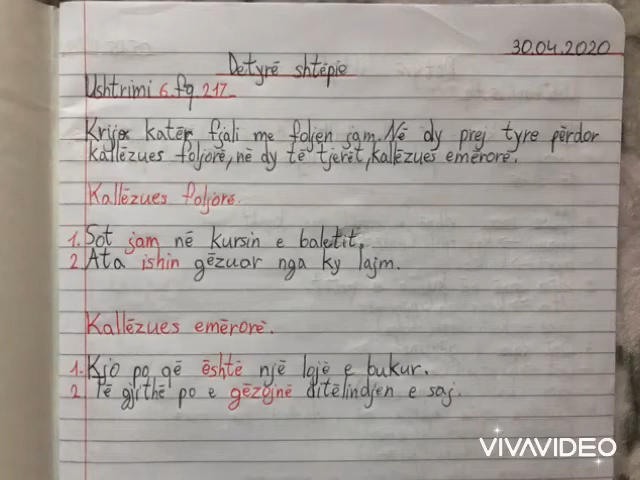 30.04.2020
Detyrë shtëpie
Ushtrimi 6. fq 217.
Krijo katër fjali me foljen jam. Në dy prej tyre përdor
kallëzues foljorë, në dy të tjerët, kallëzues emërorë.
Kallëzues foljorë.
1. Sot jam në kursin e baletit.
2 Ata ishin gëzuar nga ky lajm.
Kallëzues emërorë.
1. Kjo po që është një lojë e bukur.
2 Të gjithë po e gëzojnë ditëlindjen e saj.
VIVAVIDEO